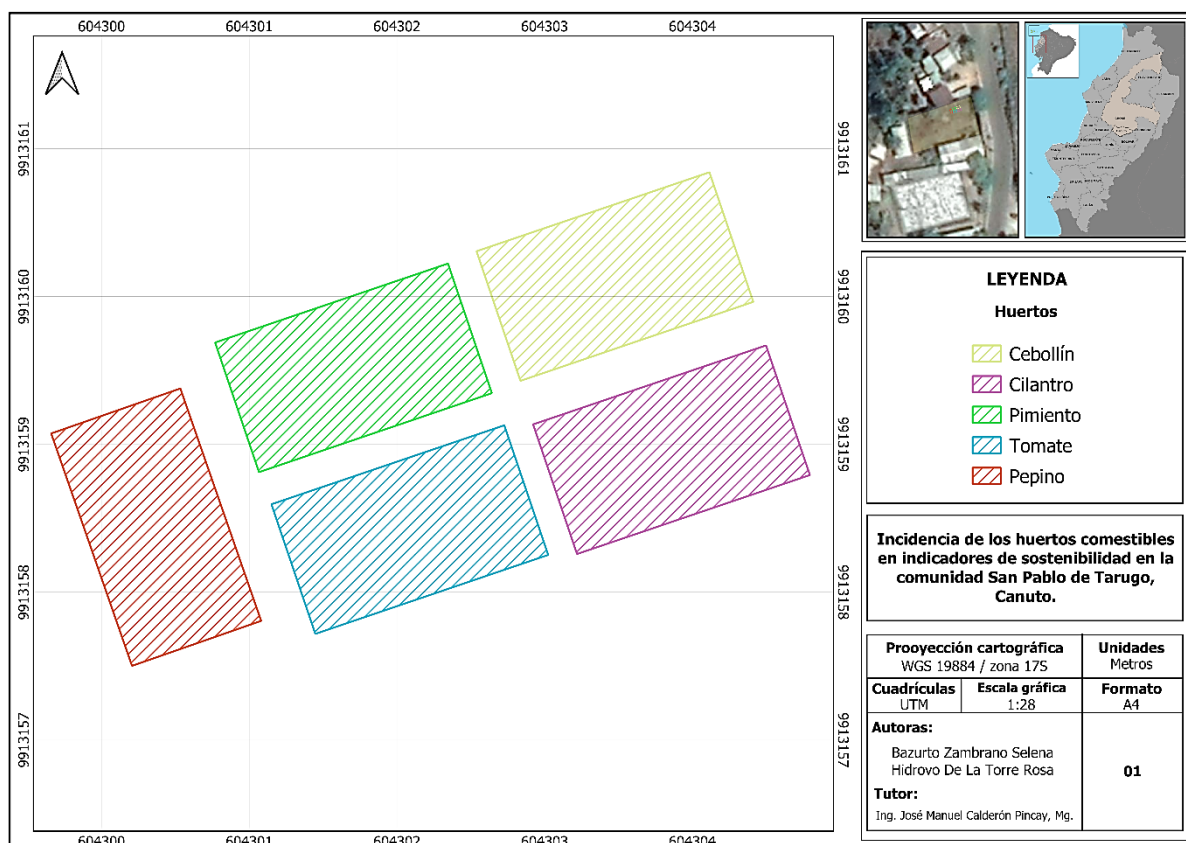 604300 604301 604302 604303 604304
9913161 9913161
9913160 9913160
9913159 9913159
9913158 9913158
9913157 9913157
604300 604301 604302 604303 604304
LEYENDA
Huertos
Cebollín
Cilantro
Pimiento
Tomate
Pepino
Incidencia de los huertos comestibles
en indicadores de sostenibilidad en la
comunidad San Pablo de Tarugo,
Canuto.
Prooyección cartográfica
WGS 19884 / zona 17S
Unidades
Metros
Cuadrículas
UTM
Escala gráfica
1:28
Formato
A4
Autoras:
Bazurto Zambrano Selena
Hidrovo De La Torre Rosa
Tutor:
Ing. José Manuel Calderón Pincay, Mg.
01